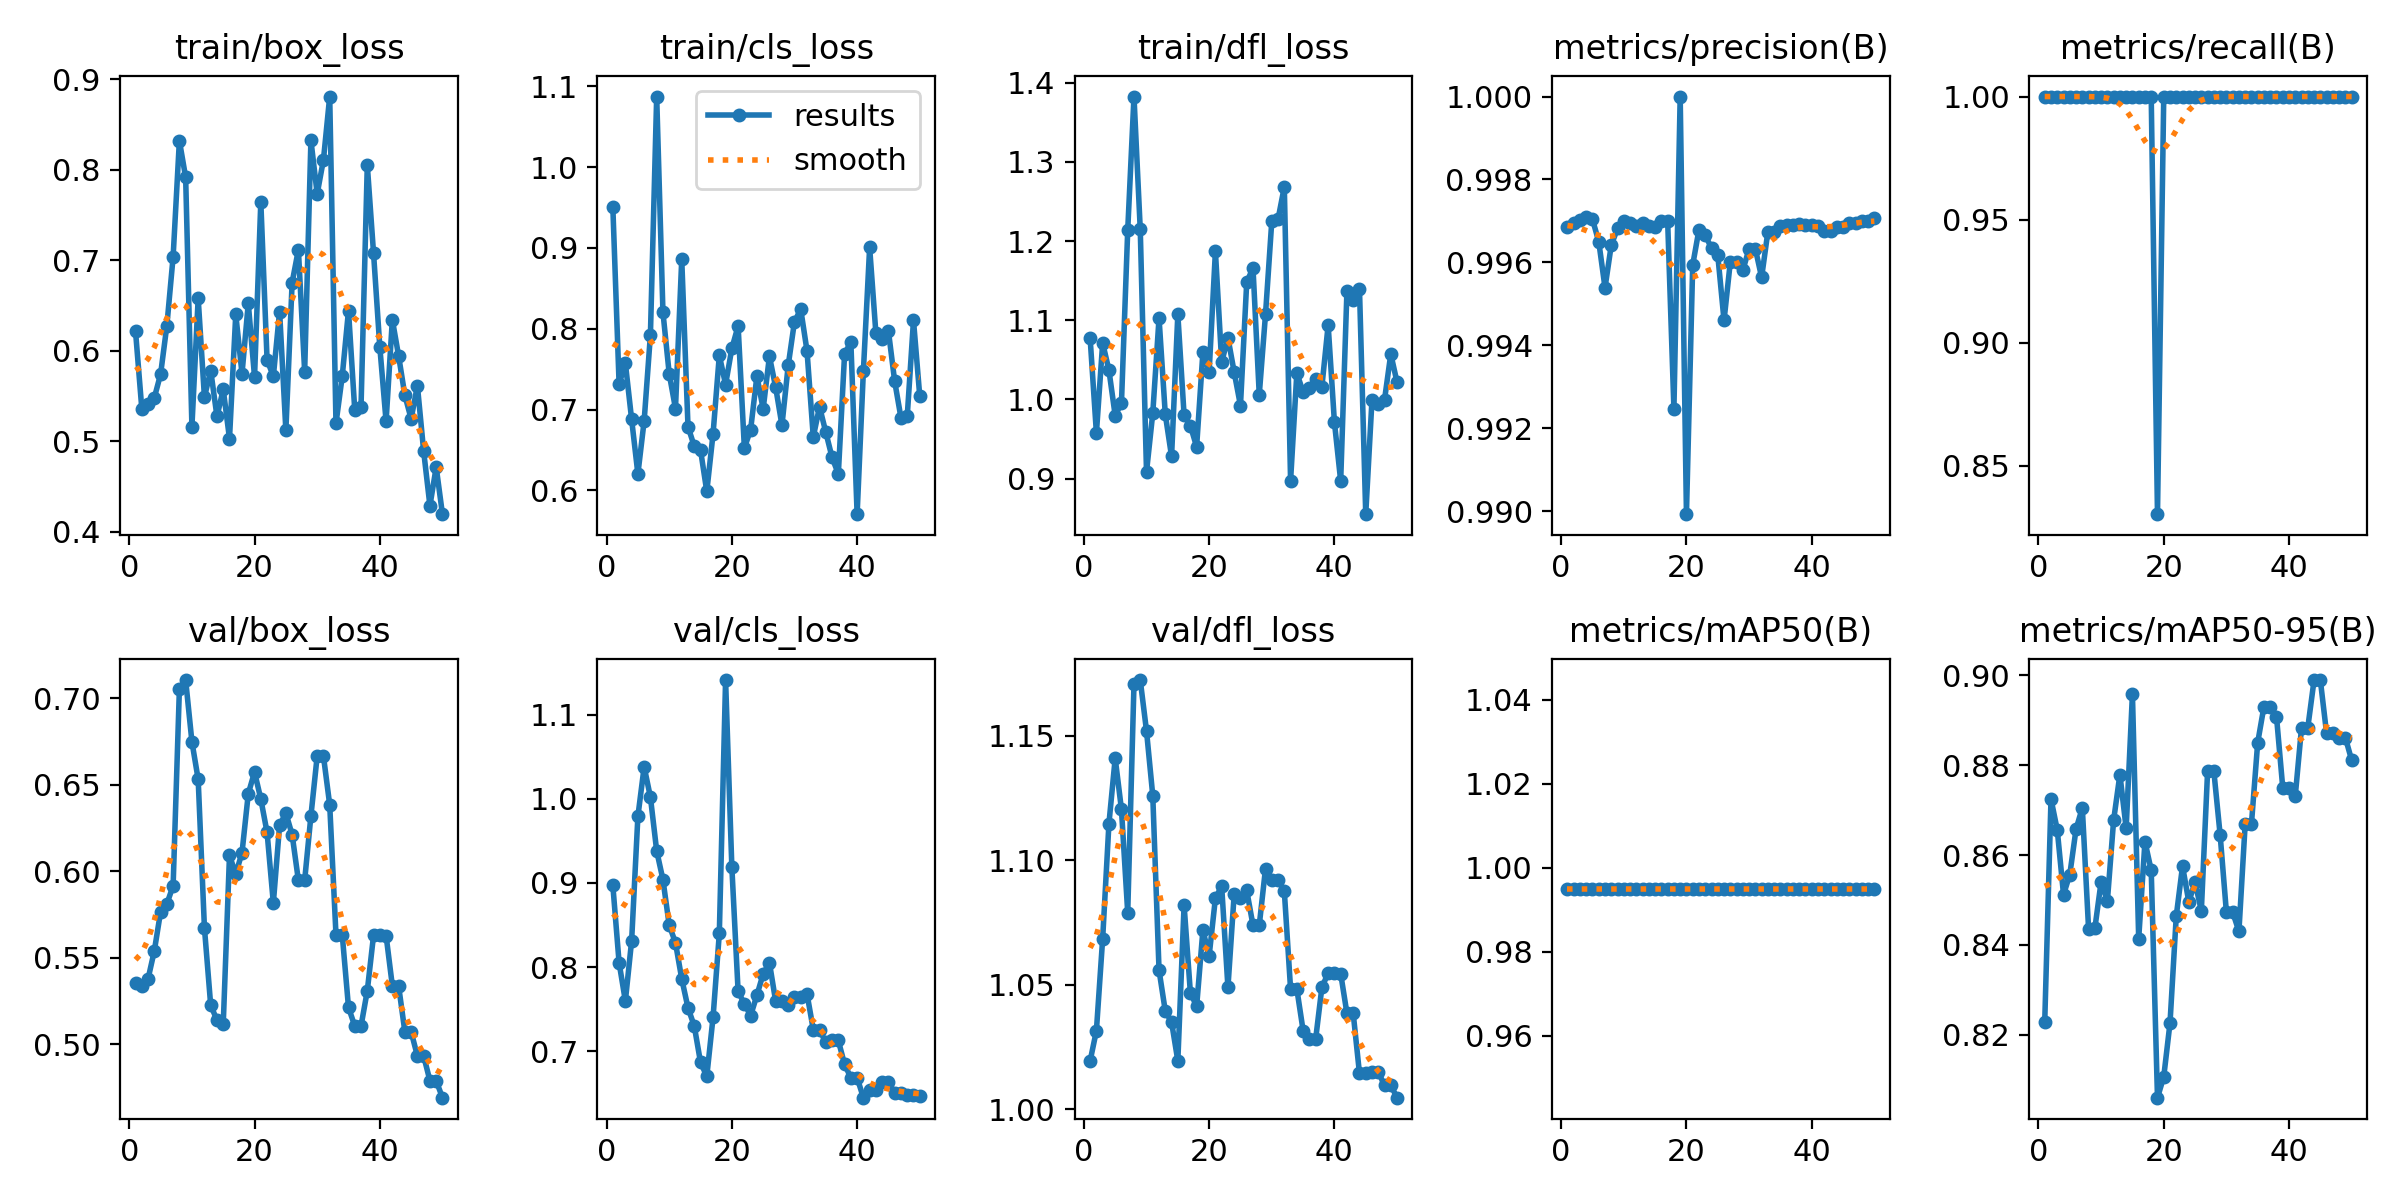 train/box_loss
0.9
0.8
0.7
0.6
0.5
0.4
0 20 40
train/cls_loss
results
smooth
1.1
1.0
0.9
0.8
0.7
0.6
0 20 40
train/dfl_loss
1.4
1.3
1.2
1.1
1.0
0.9
0 20 40
metrics/precision(B)
1.000
0.998
0.996
0.994
0.992
0.990
0 20 40
metrics/recall(B)
1.00
0.95
0.90
0.85
0 20 40
val/box_loss
0.70
0.65
0.60
0.55
0.50
0 20 40
val/cls_loss
1.1
1.0
0.9
0.8
0.7
0 20 40
val/dfl_loss
1.15
1.10
1.05
1.00
0 20 40
metrics/mAP50(B)
1.04
1.02
1.00
0.98
0.96
0 20 40
metrics/mAP50-95(B)
0.90
0.88
0.86
0.84
0.82
0 20 40